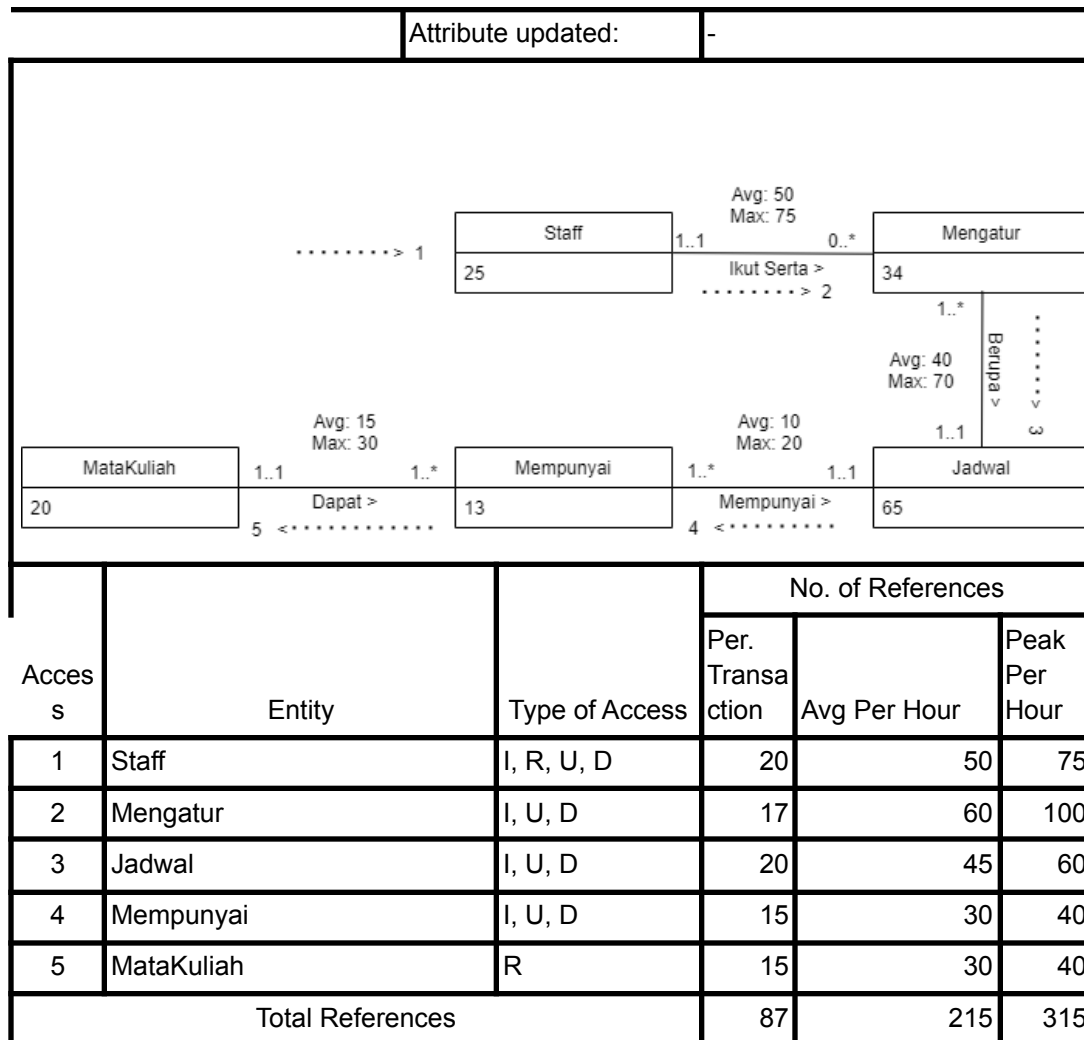 Attribute updated: -
Avg: 50
Max: 75
Staff
1..1
0..*
Mengatur
> 1
25
Ikut Serta >
34
> 2
1..*
Avg: 40
Max: 70
Berupa >
> 3
Avg: 15
Max: 30
Avg: 10
Max: 20
1..1
MataKuliah
1..1
1..*
Mempunyai
1..*
1..1
Jadwal
20
Dapat >
13
Mempunyai >
65
5 <
4 <
No. of References
Acces
s
Entity
Type of Access
Per.
Transa
ction
Avg Per Hour
Peak
Per
Hour
1 Staff I, R, U, D 20 50 75
2 Mengatur I, U, D 17 60 100
3 Jadwal I, U, D 20 45 60
4 Mempunyai I, U, D 15 30 40
5 MataKuliah R 15 30 40
Total References 87 215 315